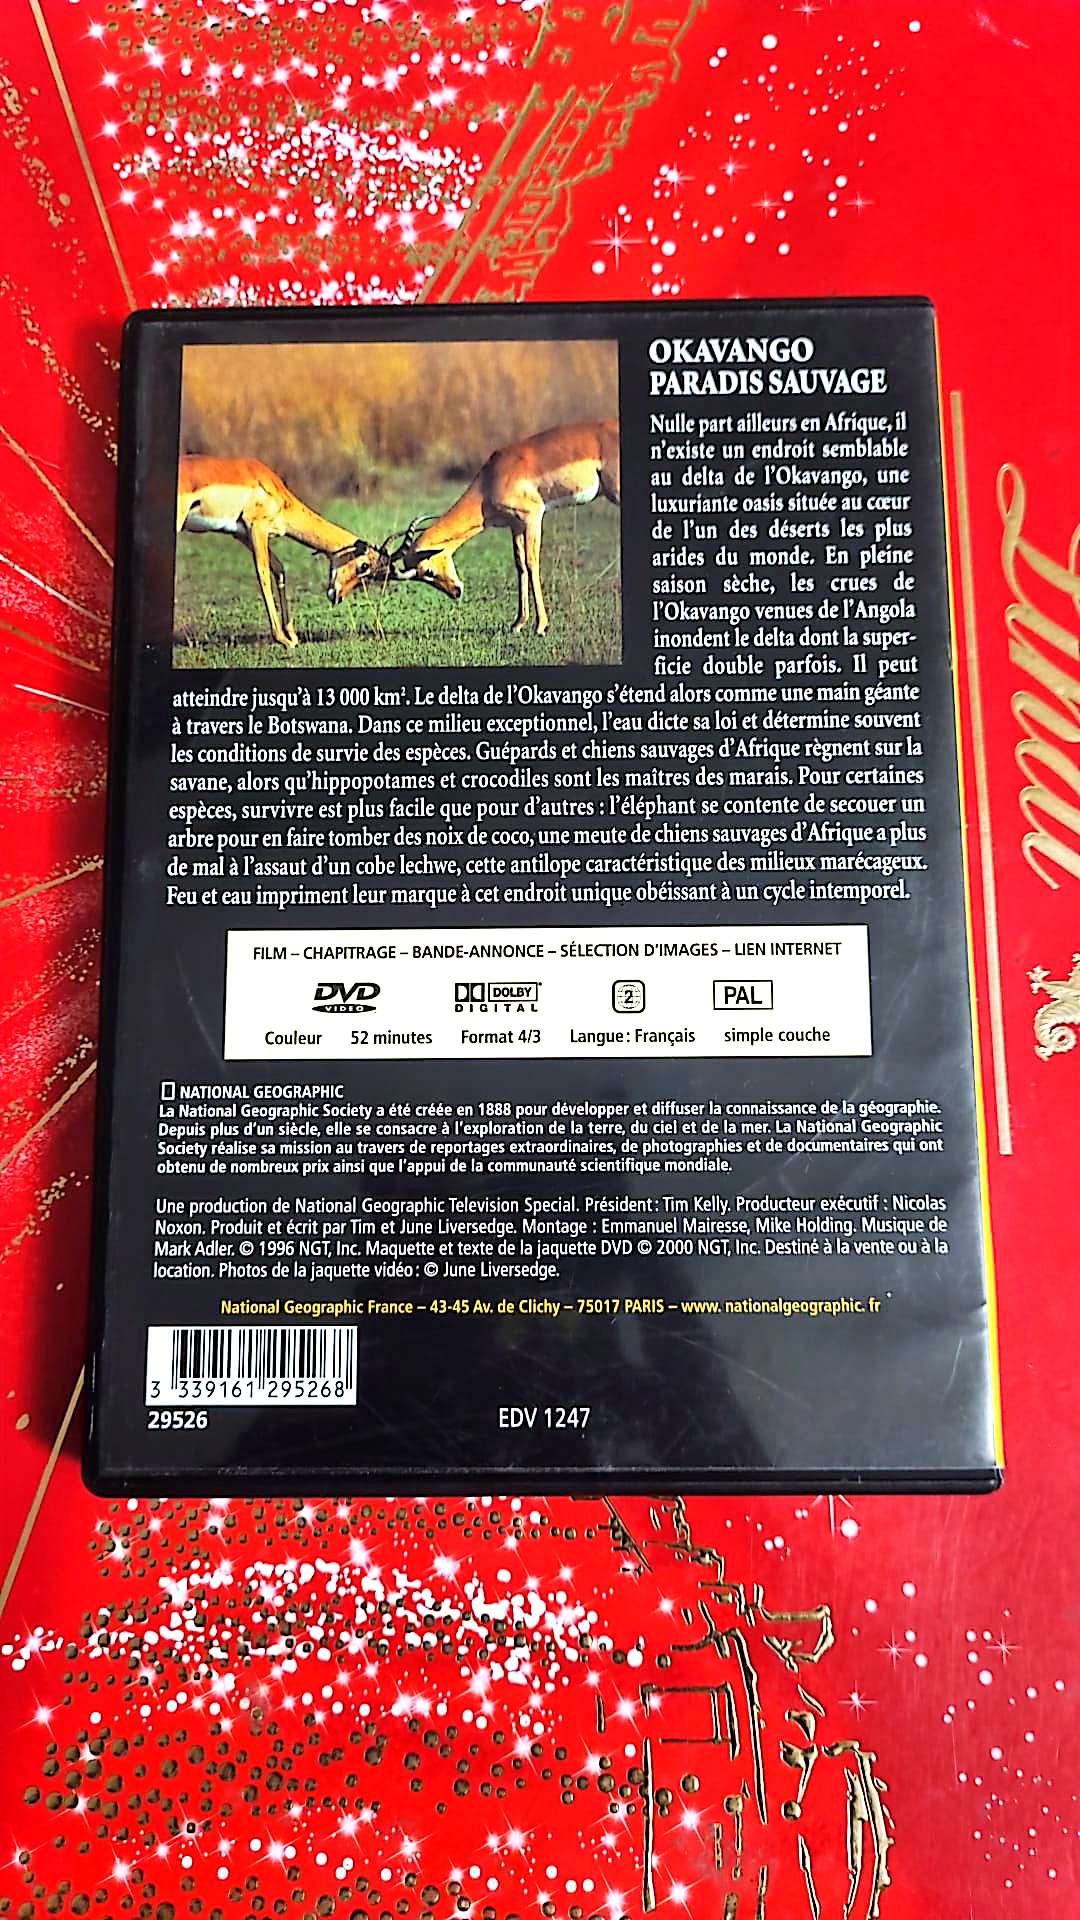 OKAVANGO
PARADIS SAUVAGE
Nulle part ailleurs en Afrique, il
n'existe un endroit semblable
au delta de l'Okavango, une
luxuriante oasis située au cœur
de l'un des déserts les plus
arides du monde. En pleine
saison sèche, les crues de
l'Okavango venues de l'Angola
inondent le delta dont la super-
ficie double parfois. Il peut
atteindre jusqu'à 13 000 km². Le delta de l'Okavango s'étend alors comme une main géante
à travers le Botswana. Dans ce milieu exceptionnel, l'eau dicte sa loi et détermine souvent
les conditions de survie des espèces. Guépards et chiens sauvages d'Afrique règnent sur la
savane, alors qu'hippopotames et crocodiles sont les maîtres des marais. Pour certaines
espèces, survivre est plus facile que pour d'autres : l'éléphant se contente de secouer un
arbre pour en faire tomber des noix de coco, une meute de chiens sauvages d'Afrique a plus
de mal à l'assaut d'un cobe lechwe, cette antilope caractéristique des milieux marécageux.
Feu et eau impriment leur marque à cet endroit unique obéissant à un cycle intemporel.
FILM – CHAPITRAGE – BANDE-ANNONCE – SÉLECTION D'IMAGES – LIEN INTERNET
DVD VIDEO DOLBY DIGITAL 2 PAL
Couleur 52 minutes Format 4/3 Langue : Français simple couche
NATIONAL GEOGRAPHIC
La National Geographic Society a été créée en 1888 pour développer et diffuser la connaissance de la géographie.
Depuis plus d'un siècle, elle se consacre à l'exploration de la terre, du ciel et de la mer. La National Geographic
Society réalise sa mission au travers de reportages extraordinaires, de photographies et de documentaires qui ont
obtenu de nombreux prix ainsi que l'appui de la communauté scientifique mondiale.
Une production de National Geographic Television Special. Président : Tim Kelly. Producteur exécutif : Nicolas
Noxon. Produit et écrit par Tim et June Liversedge. Montage : Emmanuel Mairesse, Mike Holding. Musique de
Mark Adler. © 1996 NGT, Inc. Maquette et texte de la jaquette DVD © 2000 NGT, Inc. Destiné à la vente ou à la
location. Photos de la jaquette vidéo : © June Liversedge.
National Geographic France – 43-45 Av. de Clichy – 75017 PARIS – www. nationalgeographic. fr
3 339161 295268
29526
EDV 1247